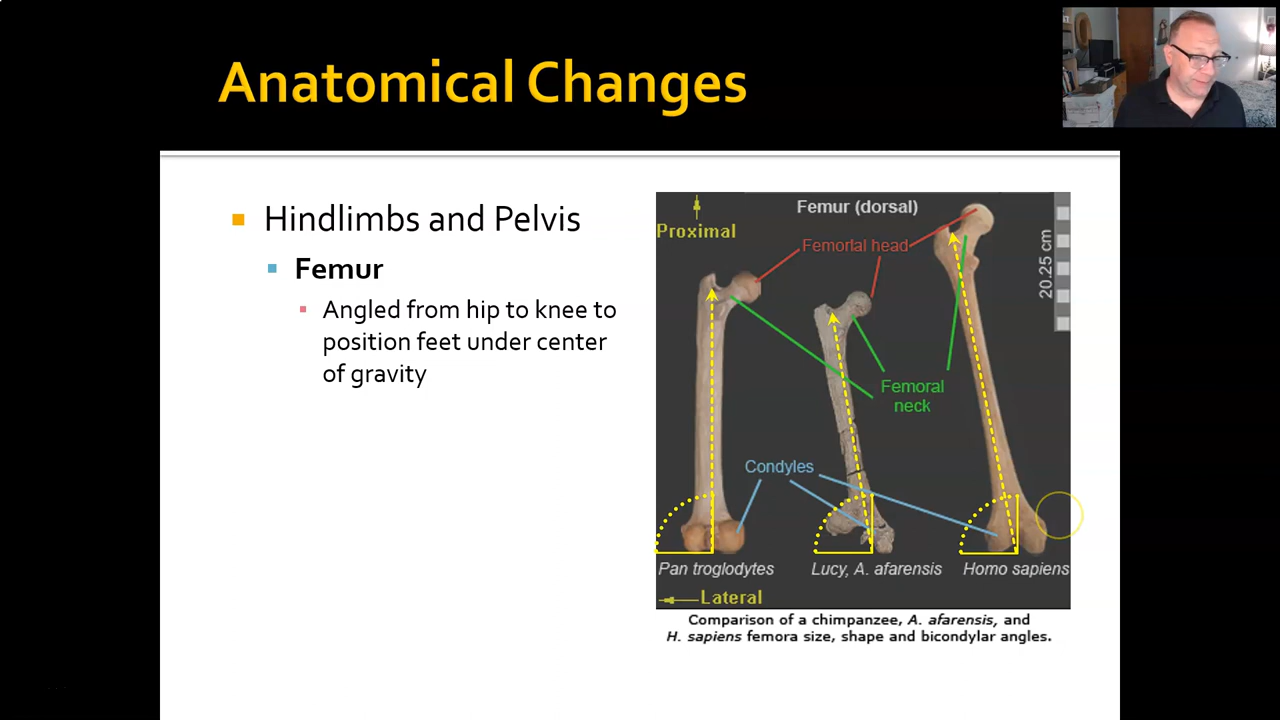 Anatomical Changes
Hindlimbs and Pelvis
Femur
Angled from hip to knee to
position feet under center
of gravity
Femur (dorsal)
Proximal
Femorlal head
20.25 cm
Femoral
neck
Condyles
Pan troglodytes
Lucy, A. afarensis
Homo sapiens
Lateral
Comparison of a chimpanzee, A. afarensis, and
H. sapiens femora size, shape and bicondylar angles.